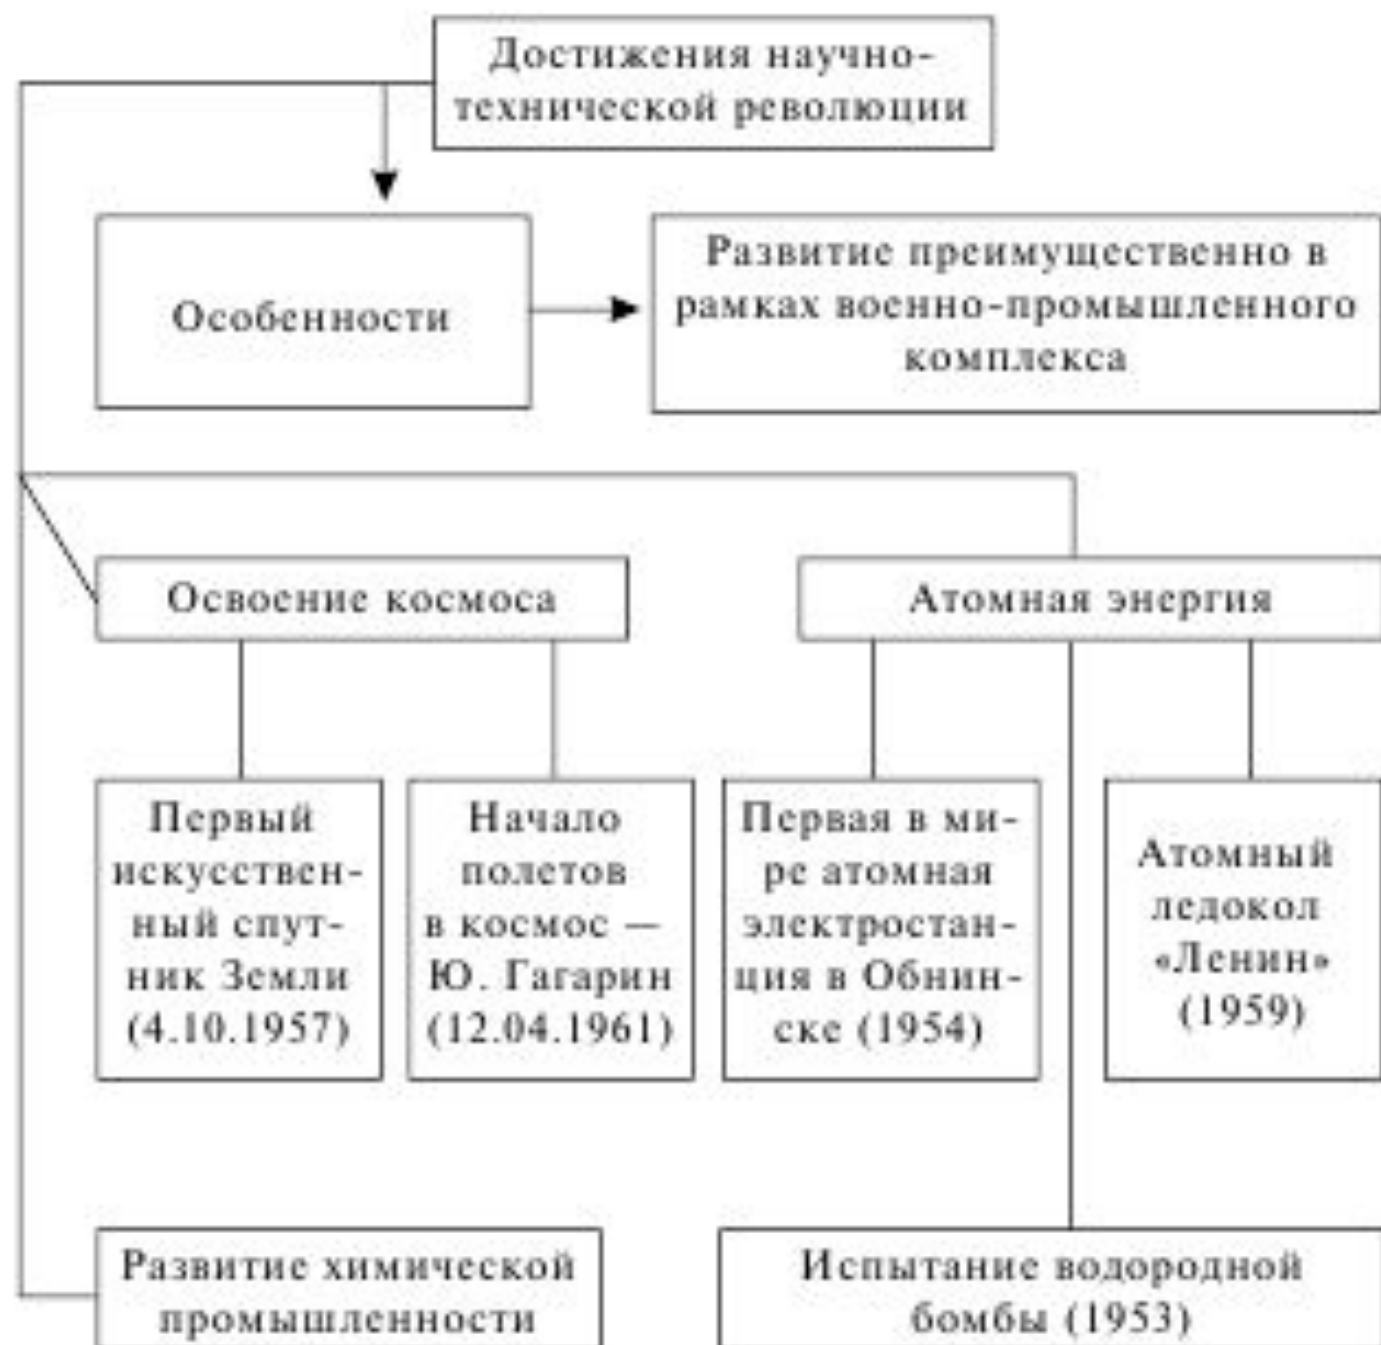 Достижения научно-
технической революции
Особенности
Развитие преимущественно в
рамках военно-промышленного
комплекса
Освоение космоса
Атомная энергия
Первый
искусствен-
ный спут-
ник Земли
(4.10.1957)
Начало
полетов
в космос —
Ю. Гагарин
(12.04.1961)
Первая в ми-
ре атомная
электростан-
ция в Обнин-
ске (1954)
Атомный
ледокол
«Ленин»
(1959)
Развитие химической
промышленности
Испытание водородной
бомбы (1953)